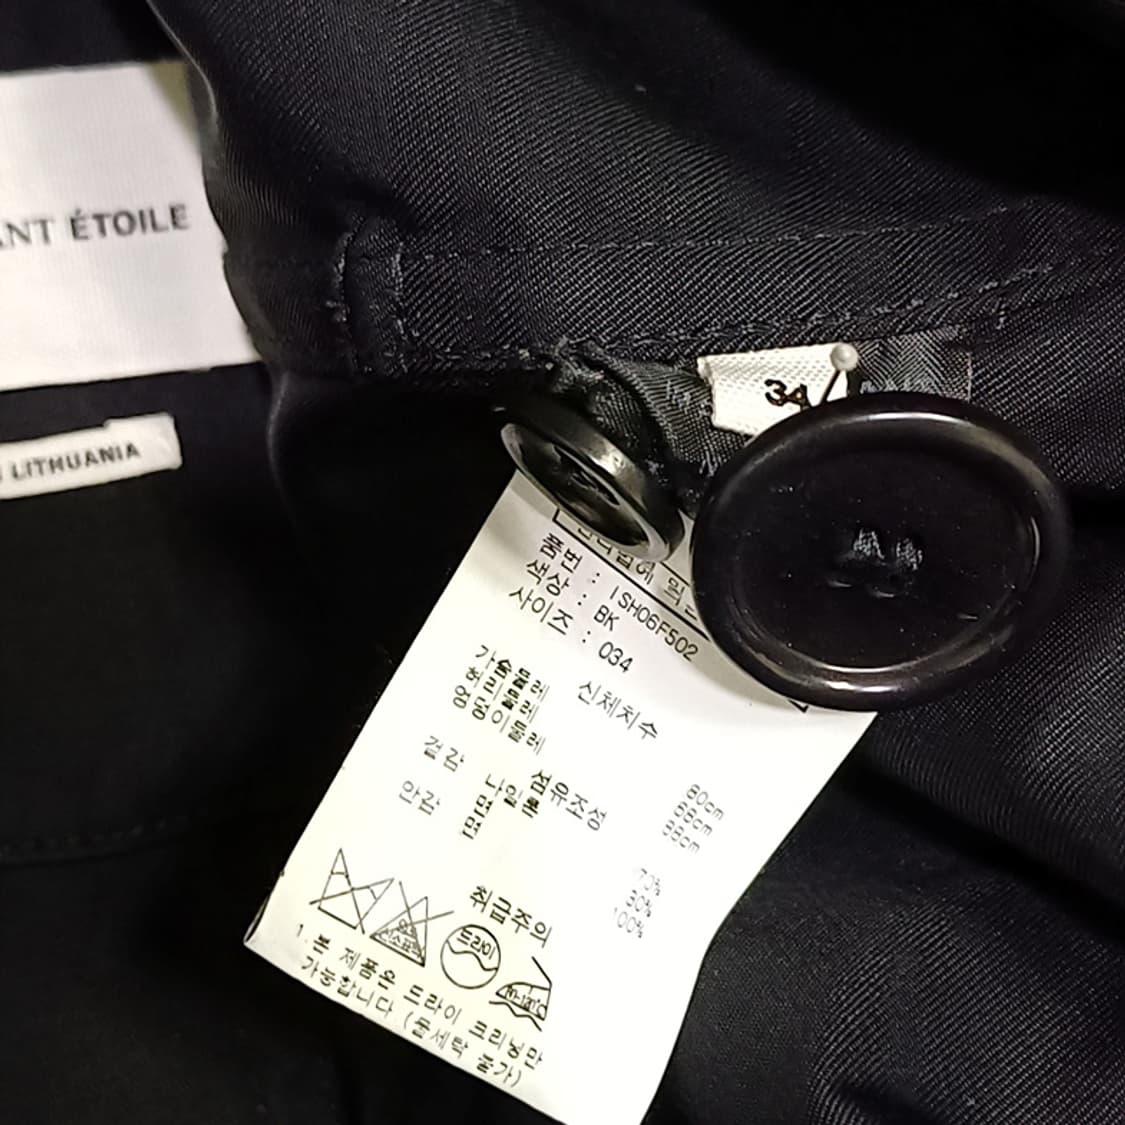 ANT ÉTOILE
LITHUANIA
34
품번 : ISH06F502
색상 : BK
사이즈 : 034
신체치수
가슴둘레 80cm
허리둘레 88cm
엉덩이둘레 88cm
섬유조성
겉감 나일론 70%
면 30%
안감 면 100%
취급주의
드라이
1. 본 제품은 드라이 크리닝만
가능합니다 (물세탁 불가)